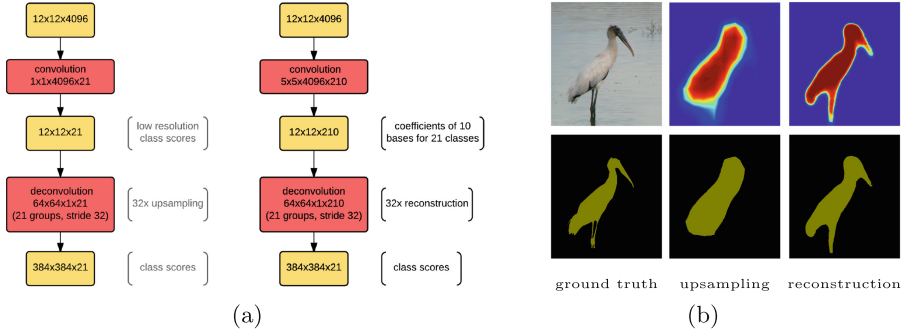 12x12x4096
convolution
1x1x4096x21
12x12x21
low resolution
class scores
deconvolution
64x64x1x21
(21 groups, stride 32)
32x upsampling
384x384x21
class scores
12x12x4096
convolution
5x5x4096x210
12x12x210
coefficients of 10
bases for 21 classes
deconvolution
64x64x1x210
(21 groups, stride 32)
32x reconstruction
384x384x21
class scores
(a)
ground truth
upsampling
reconstruction
(b)